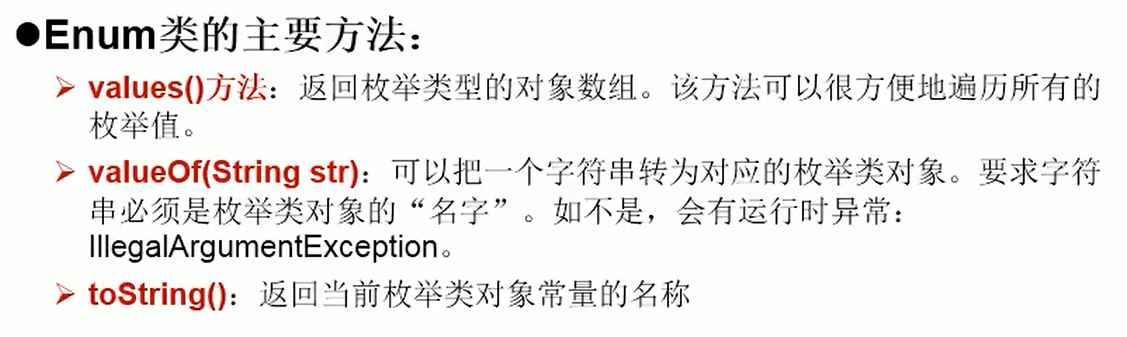 ●Enum类的主要方法：
➢ values()方法：返回枚举类型的对象数组。该方法可以很方便地遍历所有的
枚举值。
➢ valueOf(String str)：可以把一个字符串转为对应的枚举类对象。要求字符
串必须是枚举类对象的“名字”。如不是，会有运行时异常：
IllegalArgumentException。
➢ toString()：返回当前枚举类对象常量的名称